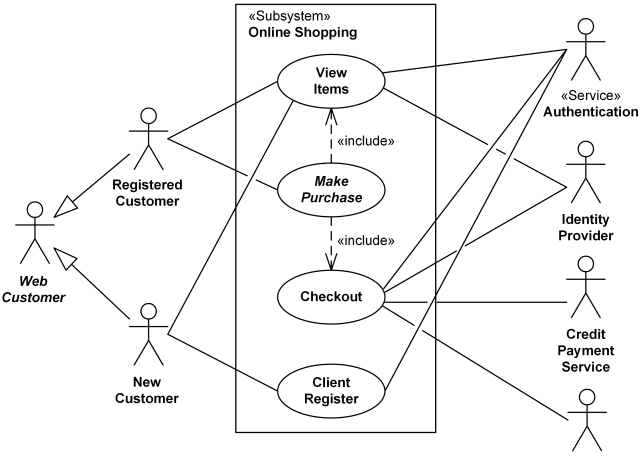 «Subsystem»
Online Shopping
View
Items
«include»
Make
Purchase
«include»
Checkout
Client
Register
Registered
Customer
Web
Customer
New
Customer
«Service»
Authentication
Identity
Provider
Credit
Payment
Service